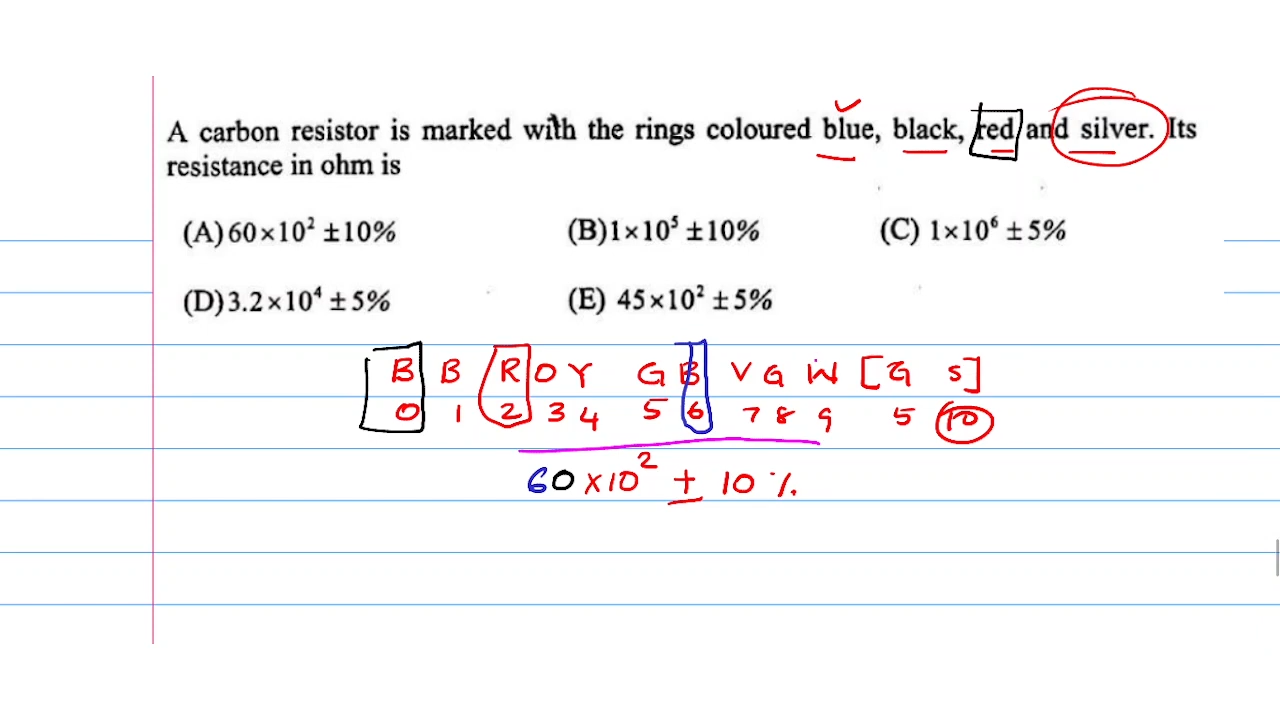 A carbon resistor is marked with the rings coloured blue, black, red and silver. Its
resistance in ohm is
(A) 60×10² ±10% (B) 1×10⁵ ±10% (C) 1×10⁶ ±5%
(D) 3.2×10⁴ ±5% (E) 45×10² ±5%
B B R O Y G B V G W [G S]
0 1 2 3 4 5 6 7 8 9 5 10
60 × 10² ± 10 %